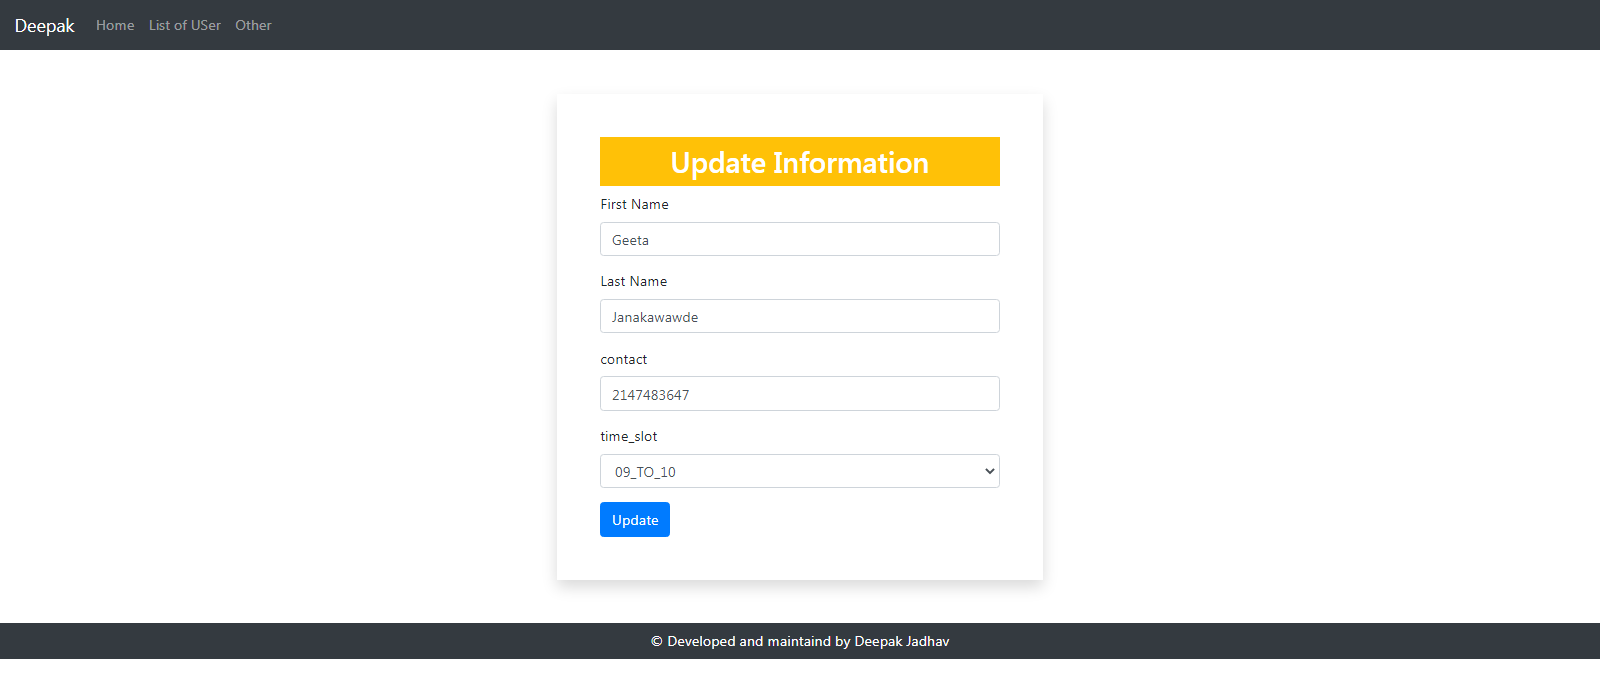 Deepak Home List of USer Other
Update Information
First Name
Geeta
Last Name
Janakawawde
contact
2147483647
time_slot
09_TO_10
Update
© Developed and maintaind by Deepak Jadhav